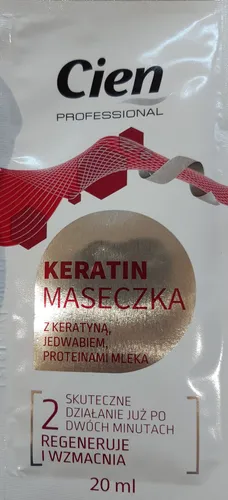 Cien
PROFESSIONAL
KERATIN
MASECZKA
Z KERATYNĄ,
JEDWABIEM,
PROTEINAMI MLEKA
2
SKUTECZNE
DZIAŁANIE JUŻ PO
DWÓCH MINUTACH
REGENERUJE
I WZMACNIA
20 ml